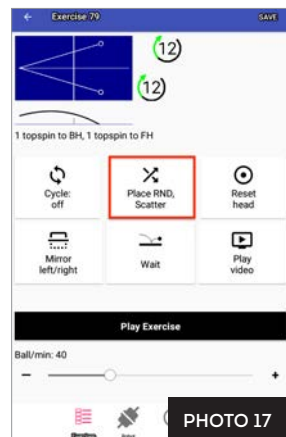 Exercise 79
SAVE
12
12
1 topspin to BH, 1 topspin to FH
Cycle:
off
Place RND,
Scatter
Reset
head
Mirror
left/right
Wait
Play
video
Play Exercise
Ball/min: 40
PHOTO 17